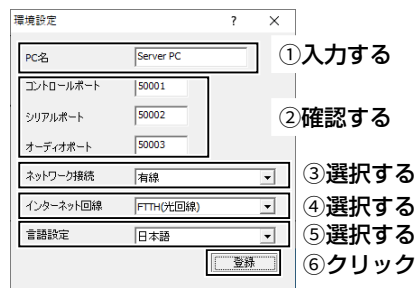 環境設定 ? ×
PC名 Server PC ①入力する
コントロールポート 50001
シリアルポート 50002 ②確認する
オーディオポート 50003
ネットワーク接続 有線 ③選択する
インターネット回線 FTTH(光回線) ④選択する
言語設定 日本語 ⑤選択する
登録 ⑥クリック